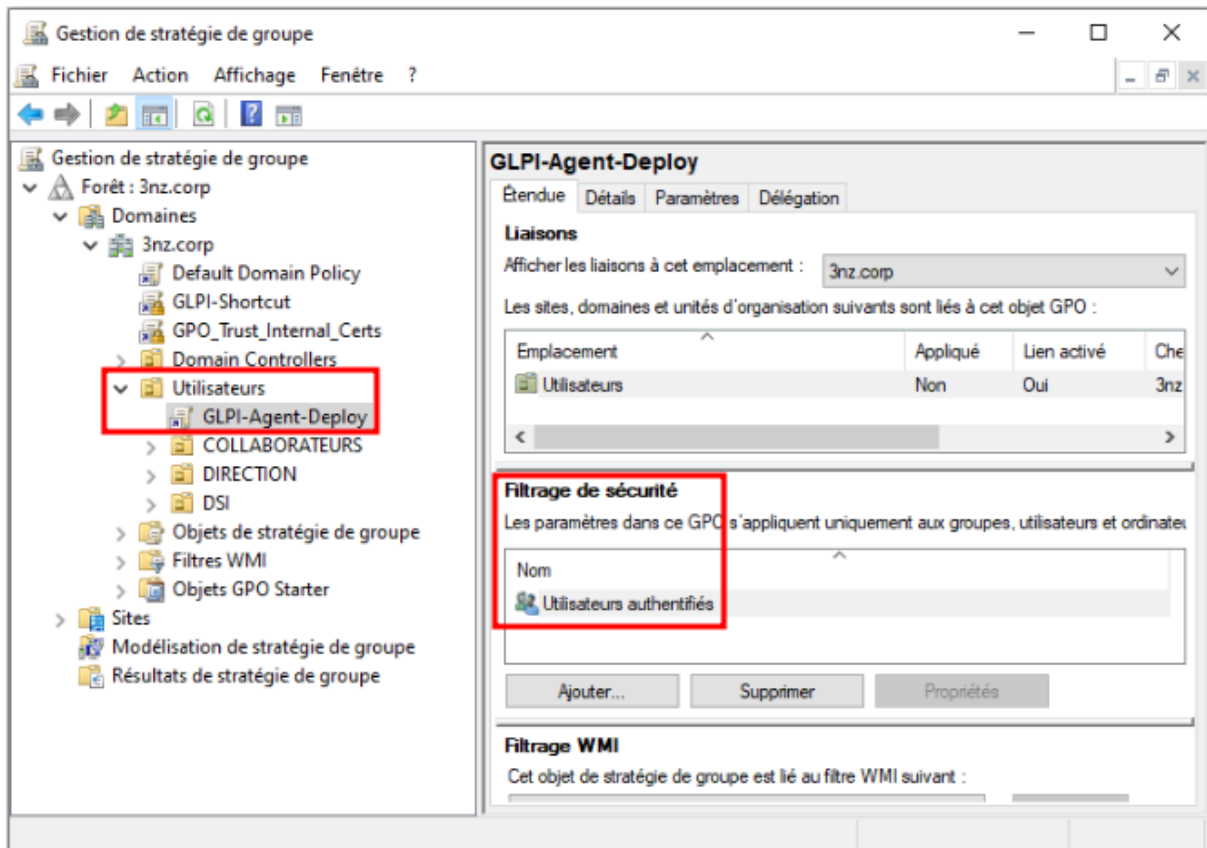 Gestion de stratégie de groupe
Fichier Action Affichage Fenêtre ?
Gestion de stratégie de groupe
Forêt : 3nz.corp
Domaines
3nz.corp
Default Domain Policy
GLPI-Shortcut
GPO_Trust_Internal_Certs
Domain Controllers
Utilisateurs
GLPI-Agent-Deploy
COLLABORATEURS
DIRECTION
DSI
Objets de stratégie de groupe
Filtres WMI
Objets GPO Starter
Sites
Modélisation de stratégie de groupe
Résultats de stratégie de groupe
GLPI-Agent-Deploy
Étendue Détails Paramètres Délégation
Liaisons
Afficher les liaisons à cet emplacement : 3nz.corp
Les sites, domaines et unités d'organisation suivants sont liés à cet objet GPO :
Emplacement Appliqué Lien activé Che
Utilisateurs Non Oui 3nz
Filtrage de sécurité
Les paramètres dans ce GPO s'appliquent uniquement aux groupes, utilisateurs et ordinateu
Nom
Utilisateurs authentifiés
Ajouter... Supprimer Propriétés
Filtrage WMI
Cet objet de stratégie de groupe est lié au filtre WMI suivant :